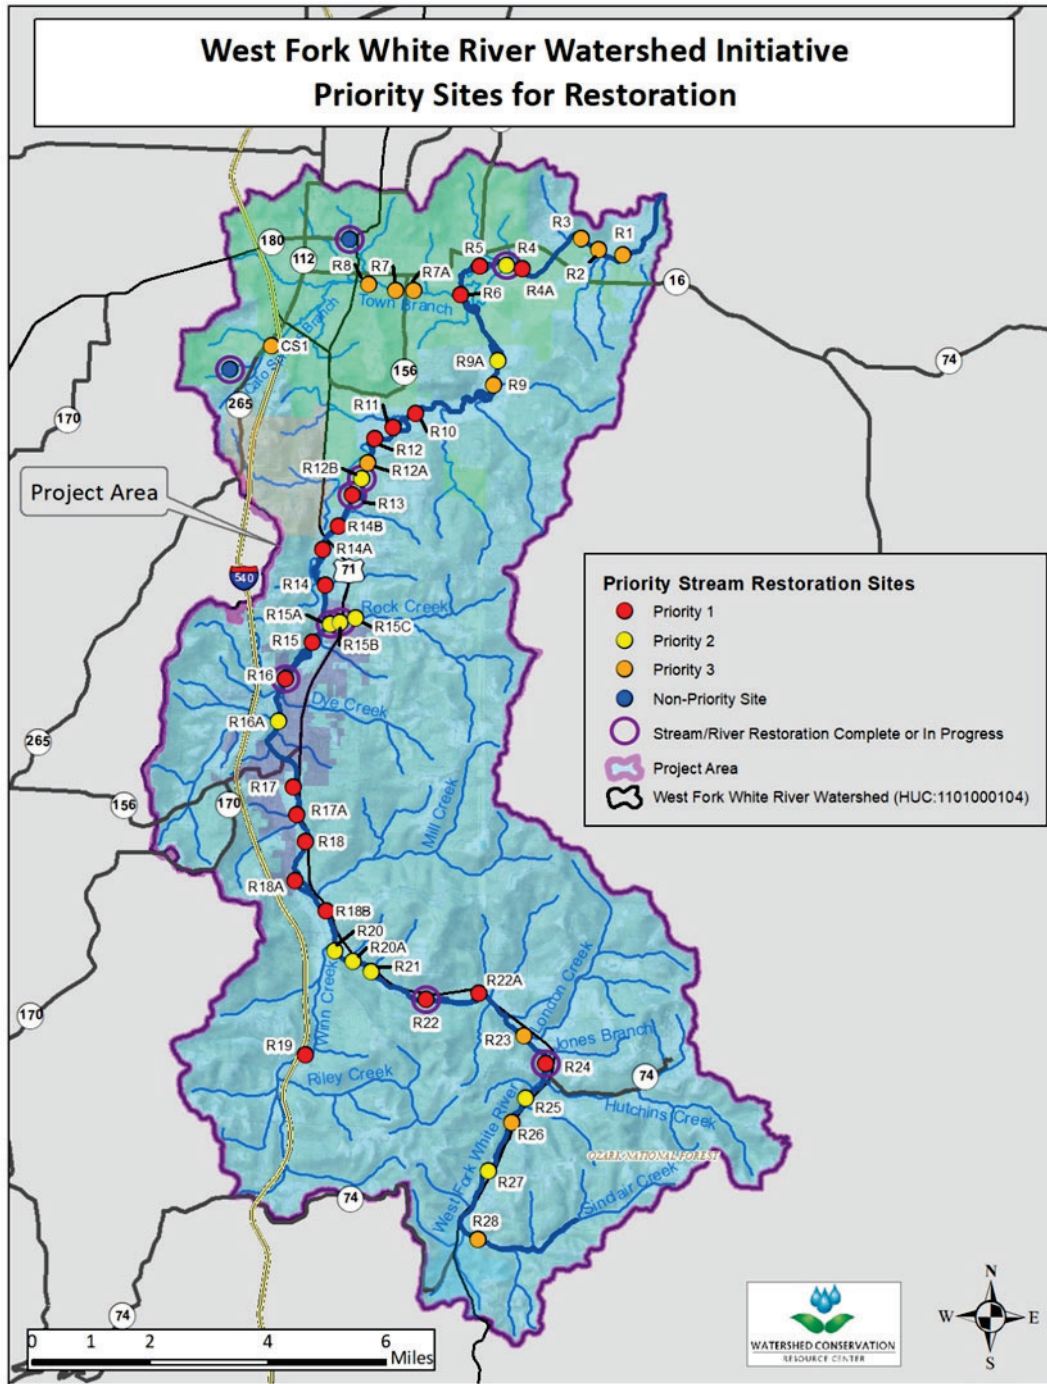 West Fork White River Watershed Initiative
Priority Sites for Restoration
180
112
R8
R7
R7A
R5
R4
R3
R1
R2
R4A
R6
16
Town Branch
CS1
R9A
74
156
R9
265
170
R11
R10
R12
R12B
R12A
R13
Project Area
R14B
R14A
540
71
R14
Rock Creek
R15A
R15C
R15
R15B
R16
Dye Creek
R16A
265
R17
156
170
R17A
Mill Creek
R18
R18A
R18B
R20
R20A
R21
R22A
Winn Creek
R22
London Creek
170
R23
Jones Branch
R19
R24
Riley Creek
74
R25
Hutchins Creek
R26
West Fork White River
OZARK NATIONAL FOREST
R27
Sinclair Creek
74
R28
74
Priority Stream Restoration Sites
Priority 1
Priority 2
Priority 3
Non-Priority Site
Stream/River Restoration Complete or In Progress
Project Area
West Fork White River Watershed (HUC:1101000104)
0 1 2 4 6
Miles
WATERSHED CONSERVATION
RESOURCE CENTER
N
W E
S